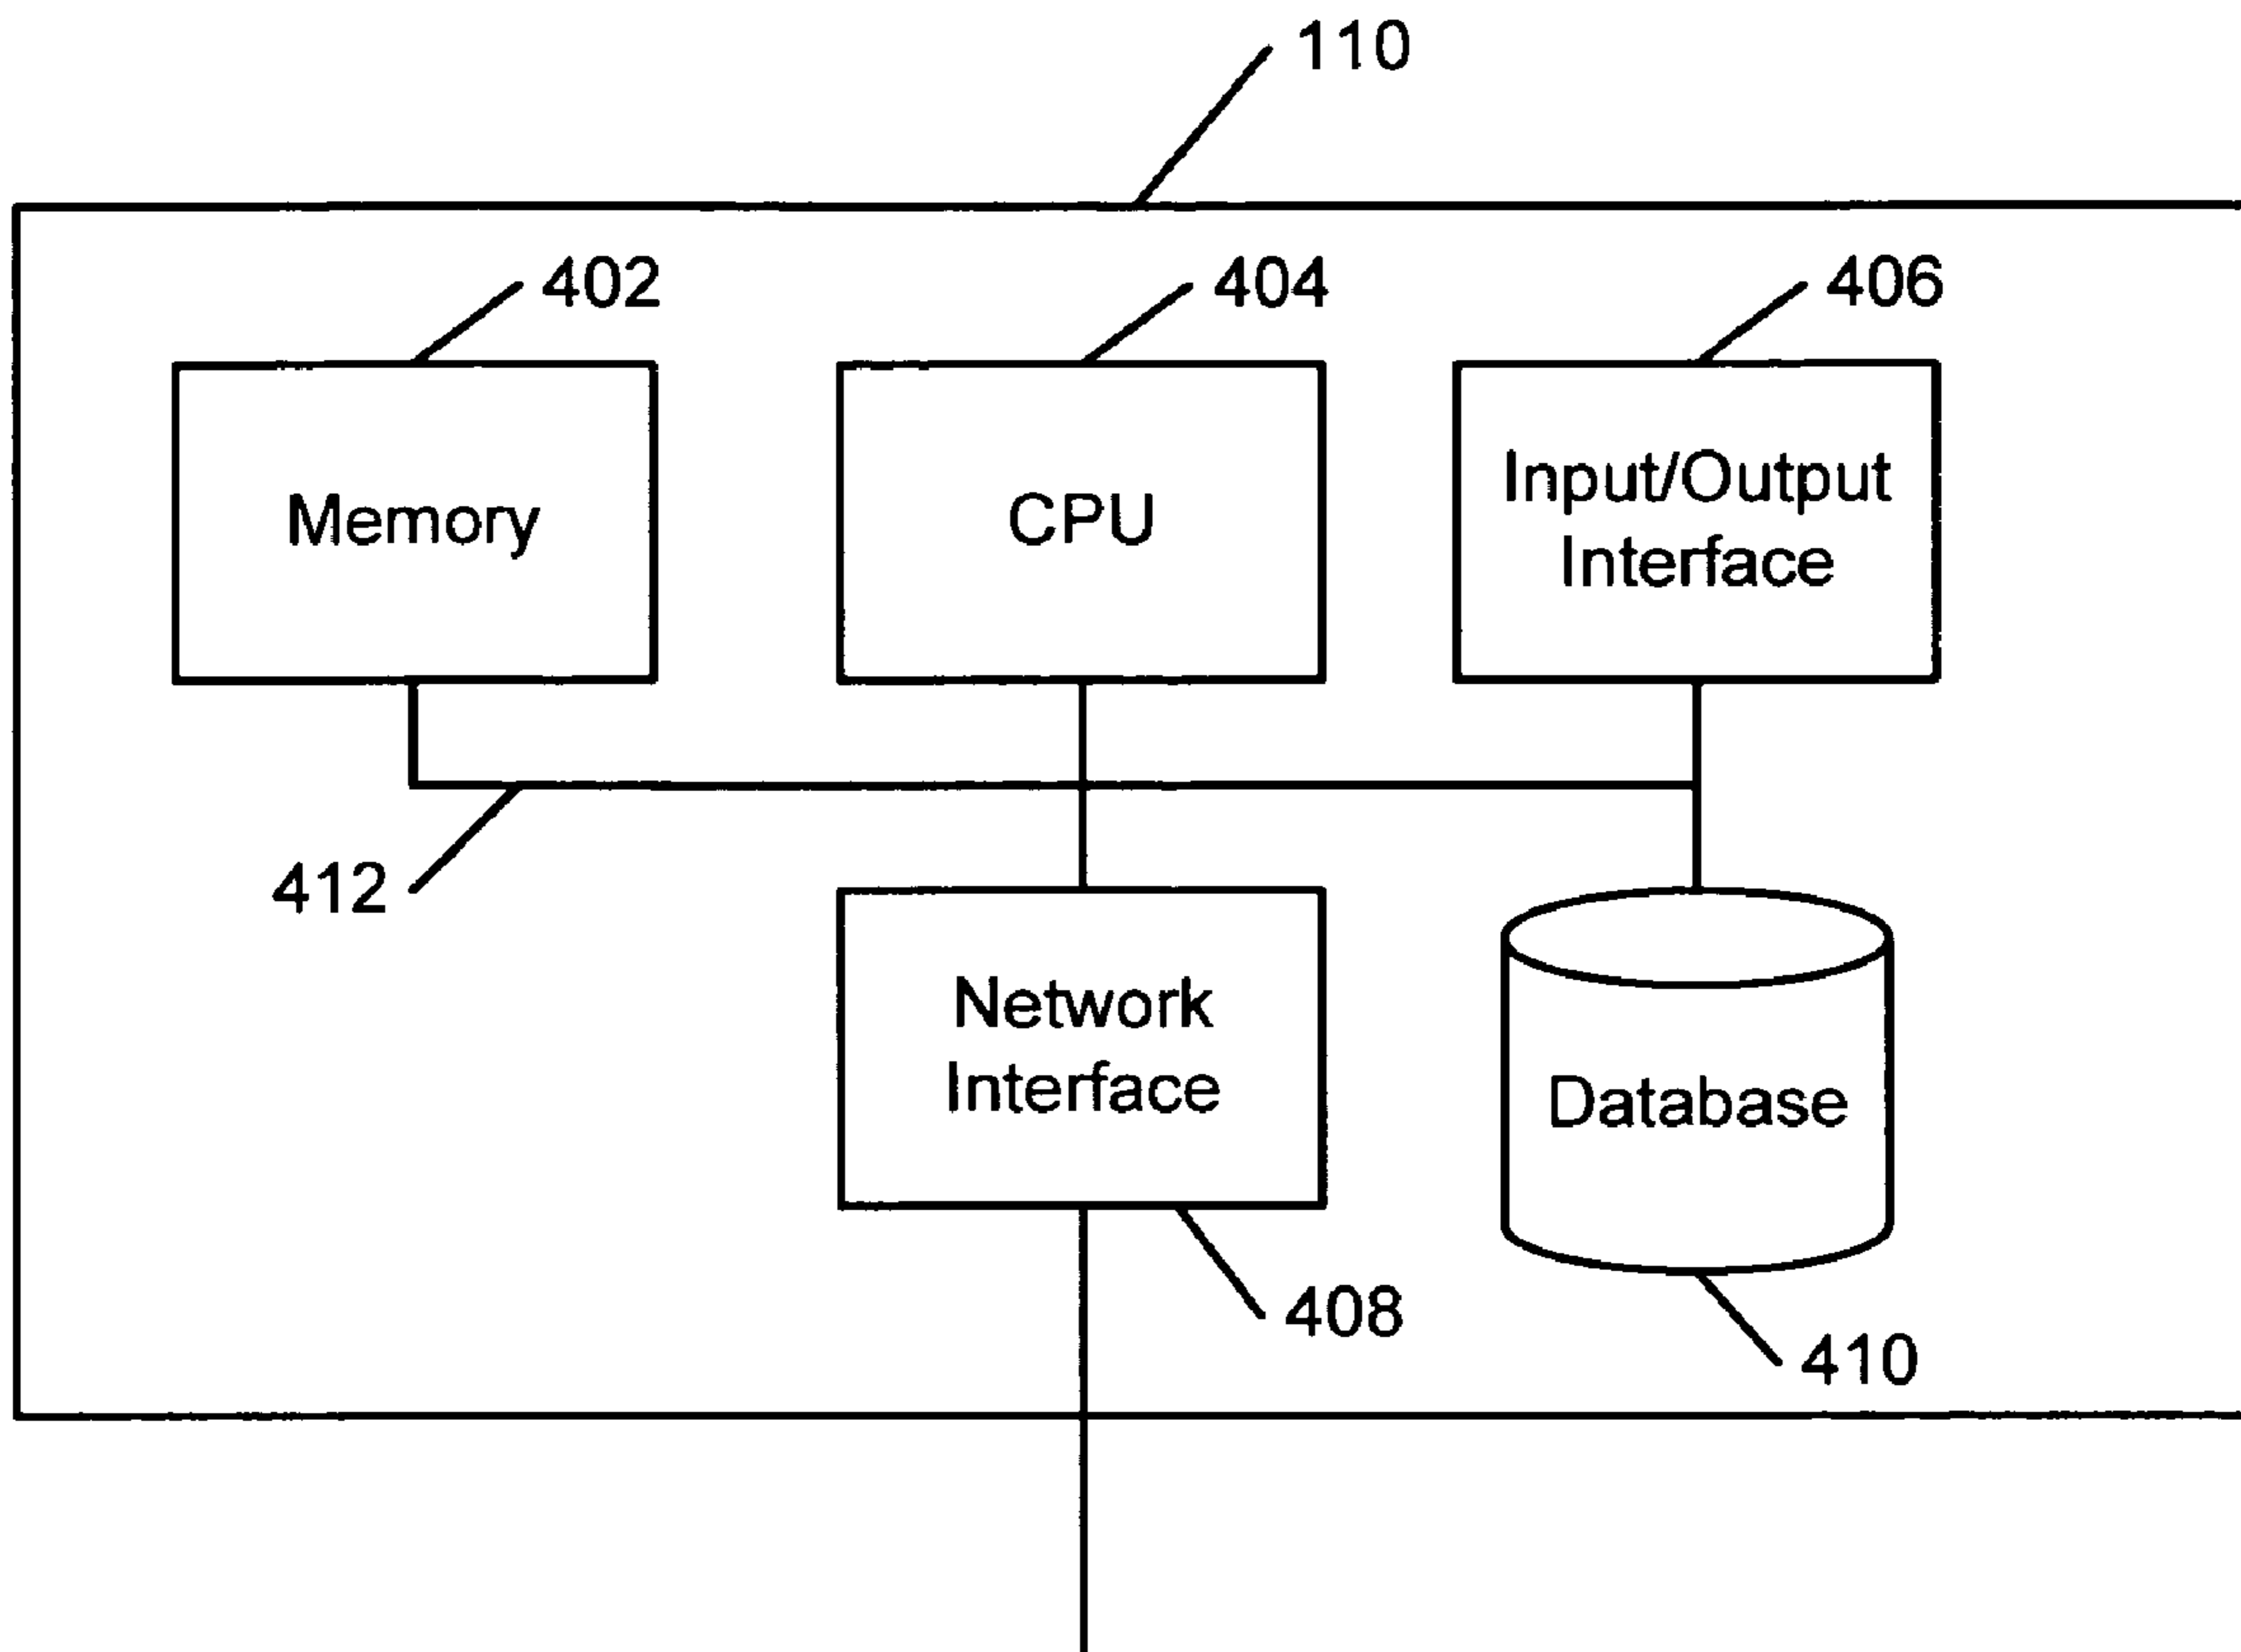 110
402
404
406
Memory
CPU
Input/Output
Interface
412
Network
Interface
Database
408
410